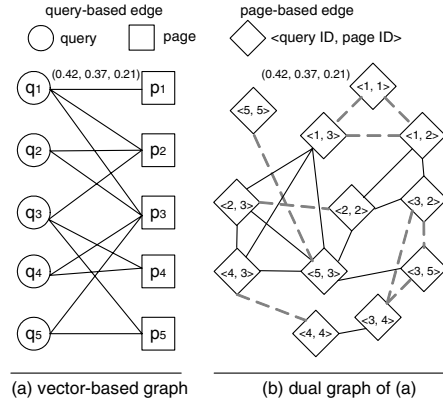 query-based edge page-based edge
query page <query ID, page ID>
(0.42, 0.37, 0.21) (0.42, 0.37, 0.21)
q1 p1 <1, 1>
<5, 5>
<1, 3> <1, 2>
q2 p2
<2, 3> <2, 2> <3, 2>
q3 p3
<4, 3> <5, 3> <3, 5>
q4 p4
<3, 4>
q5 p5 <4, 4>
(a) vector-based graph (b) dual graph of (a)